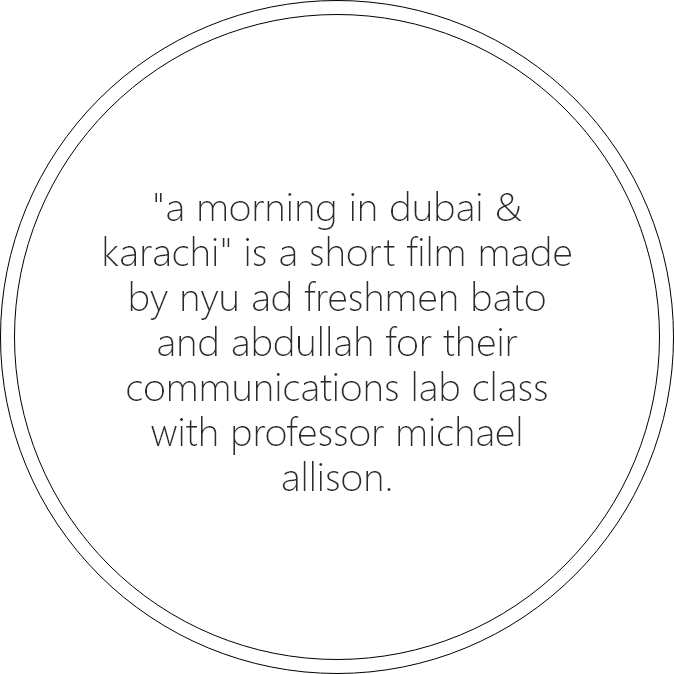 "a morning in dubai &
karachi" is a short film made
by nyu ad freshmen bato
and abdullah for their
communications lab class
with professor michael
allison.